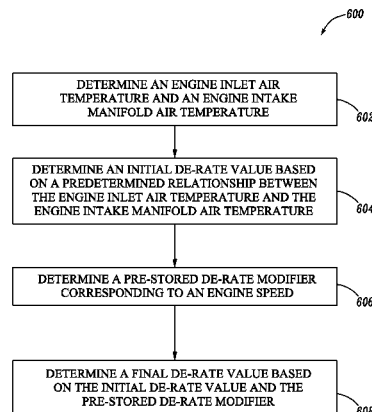 600
DETERMINE AN ENGINE INLET AIR
TEMPERATURE AND AN ENGINE INTAKE
MANIFOLD AIR TEMPERATURE
602
DETERMINE AN INITIAL DE-RATE VALUE BASED
ON A PREDETERMINED RELATIONSHIP BETWEEN
THE ENGINE INLET AIR TEMPERATURE AND THE
ENGINE INTAKE MANIFOLD AIR TEMPERATURE
604
DETERMINE A PRE-STORED DE-RATE MODIFIER
CORRESPONDING TO AN ENGINE SPEED
606
DETERMINE A FINAL DE-RATE VALUE BASED
ON THE INITIAL DE-RATE VALUE AND THE
PRE-STORED DE-RATE MODIFIER
608